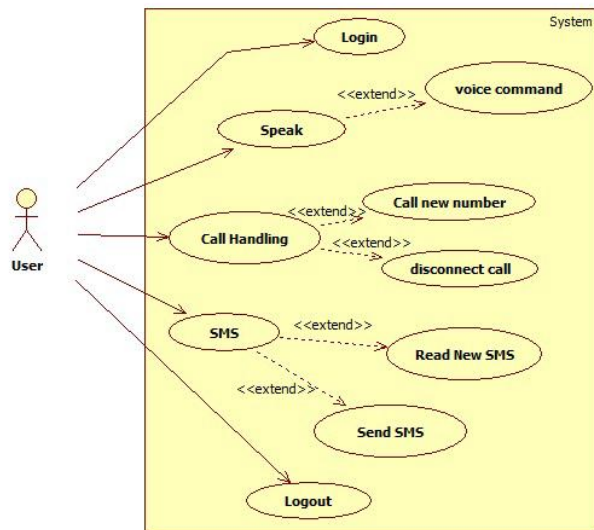 System
Login
<<extend>>
voice command
Speak
Call new number
<<extend>>
Call Handling
<<extend>>
disconnect call
User
<<extend>>
SMS
Read New SMS
<<extend>>
Send SMS
Logout